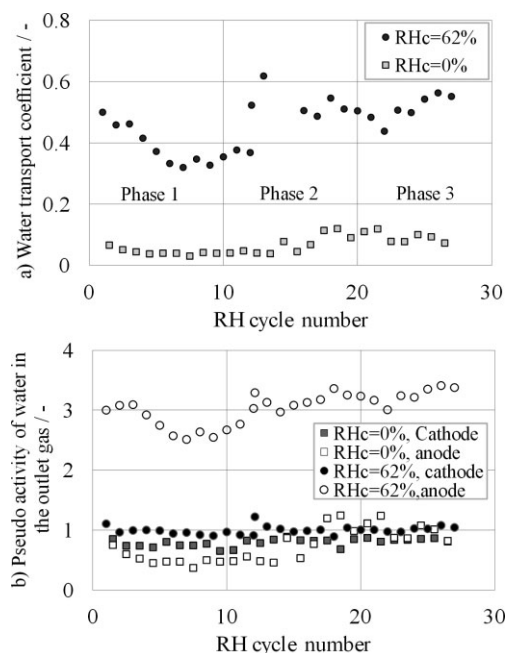 a) Water transport coefficient / -
0.8
0.6
0.4
0.2
0
RHc=62%
RHc=0%
Phase 1
Phase 2
Phase 3
0
10
20
30
RH cycle number
b) Pseudo activity of water in
the outlet gas / -
4
3
2
1
0
RHc=0%, Cathode
RHc=0%, anode
RHc=62%, cathode
RHc=62%,anode
0
10
20
30
RH cycle number